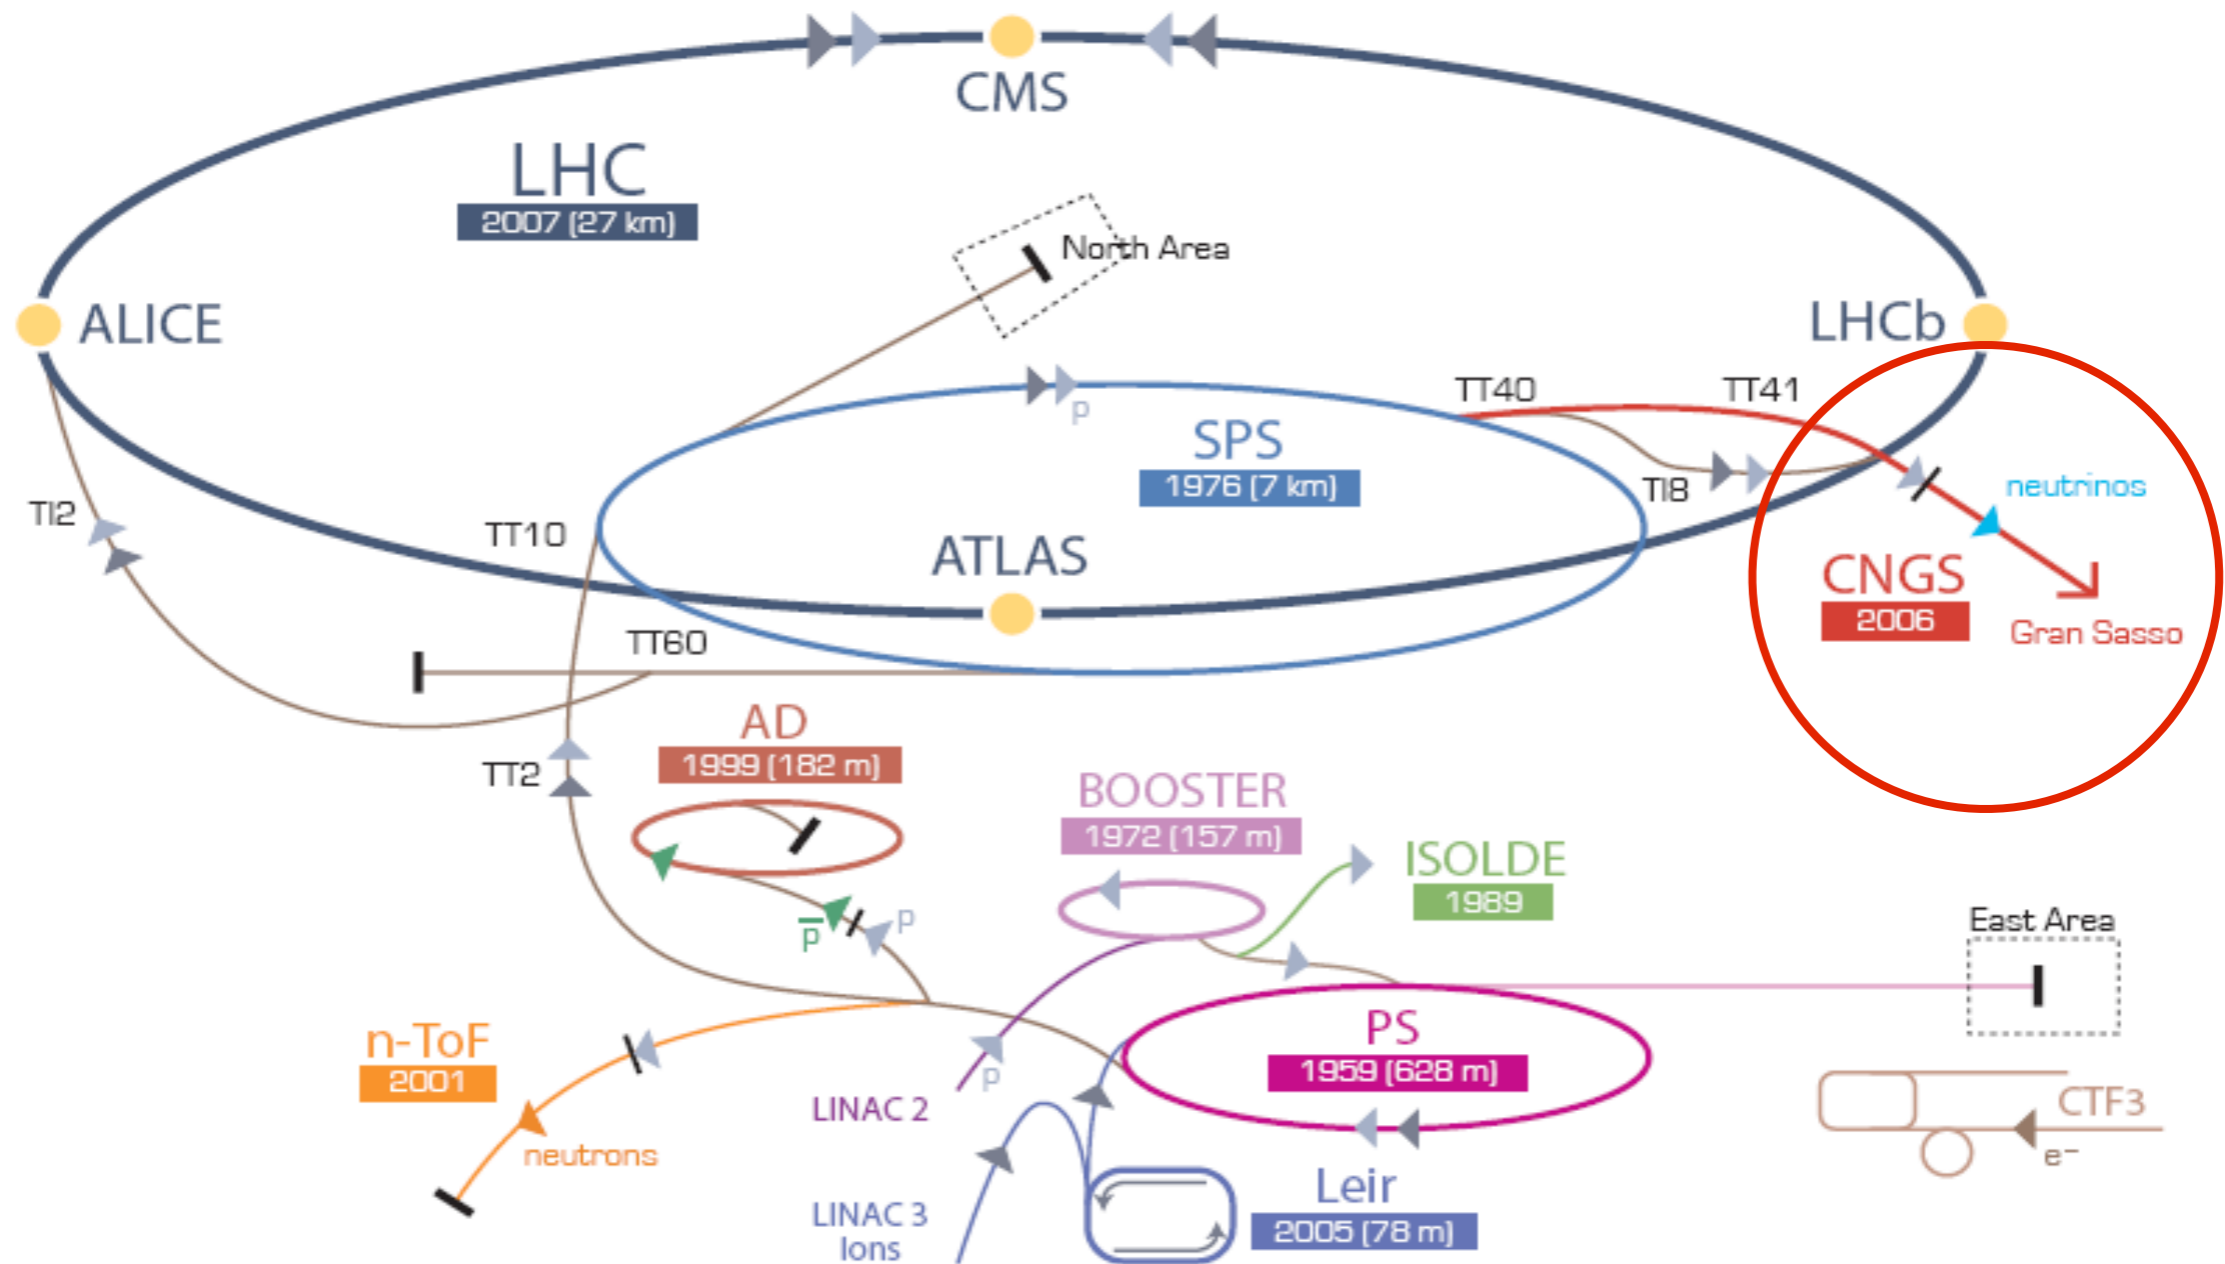 CMS
LHC
2007 (27 km)
North Area
ALICE
LHCb
TT40
TT41
p
SPS
1976 (7 km)
TI8
neutrinos
TI2
TT10
ATLAS
CNGS
2006
Gran Sasso
TT60
AD
1999 (182 m)
TT2
BOOSTER
1972 (157 m)
ISOLDE
1989
p
p̅
East Area
n-ToF
2001
PS
1959 (628 m)
p
LINAC 2
CTF3
e⁻
neutrons
Leir
2005 (78 m)
LINAC 3
Ions